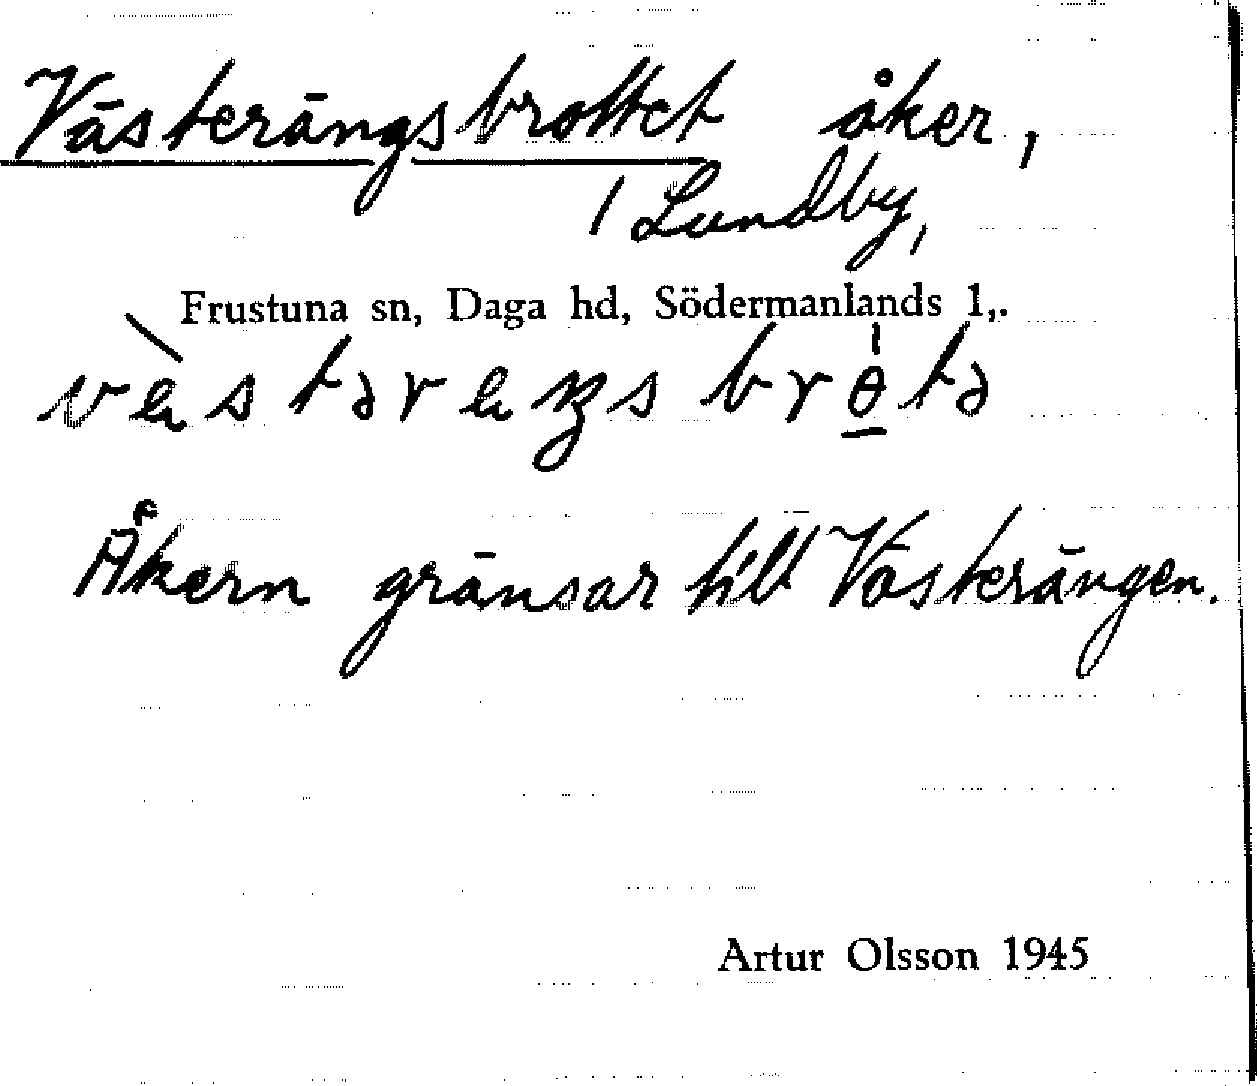 Västerängsbrottet åker,
/ Lundby,
Frustuna sn, Daga hd, Södermanlands l,.
Åkern gränsar till Västerängen.
Artur Olsson 1945